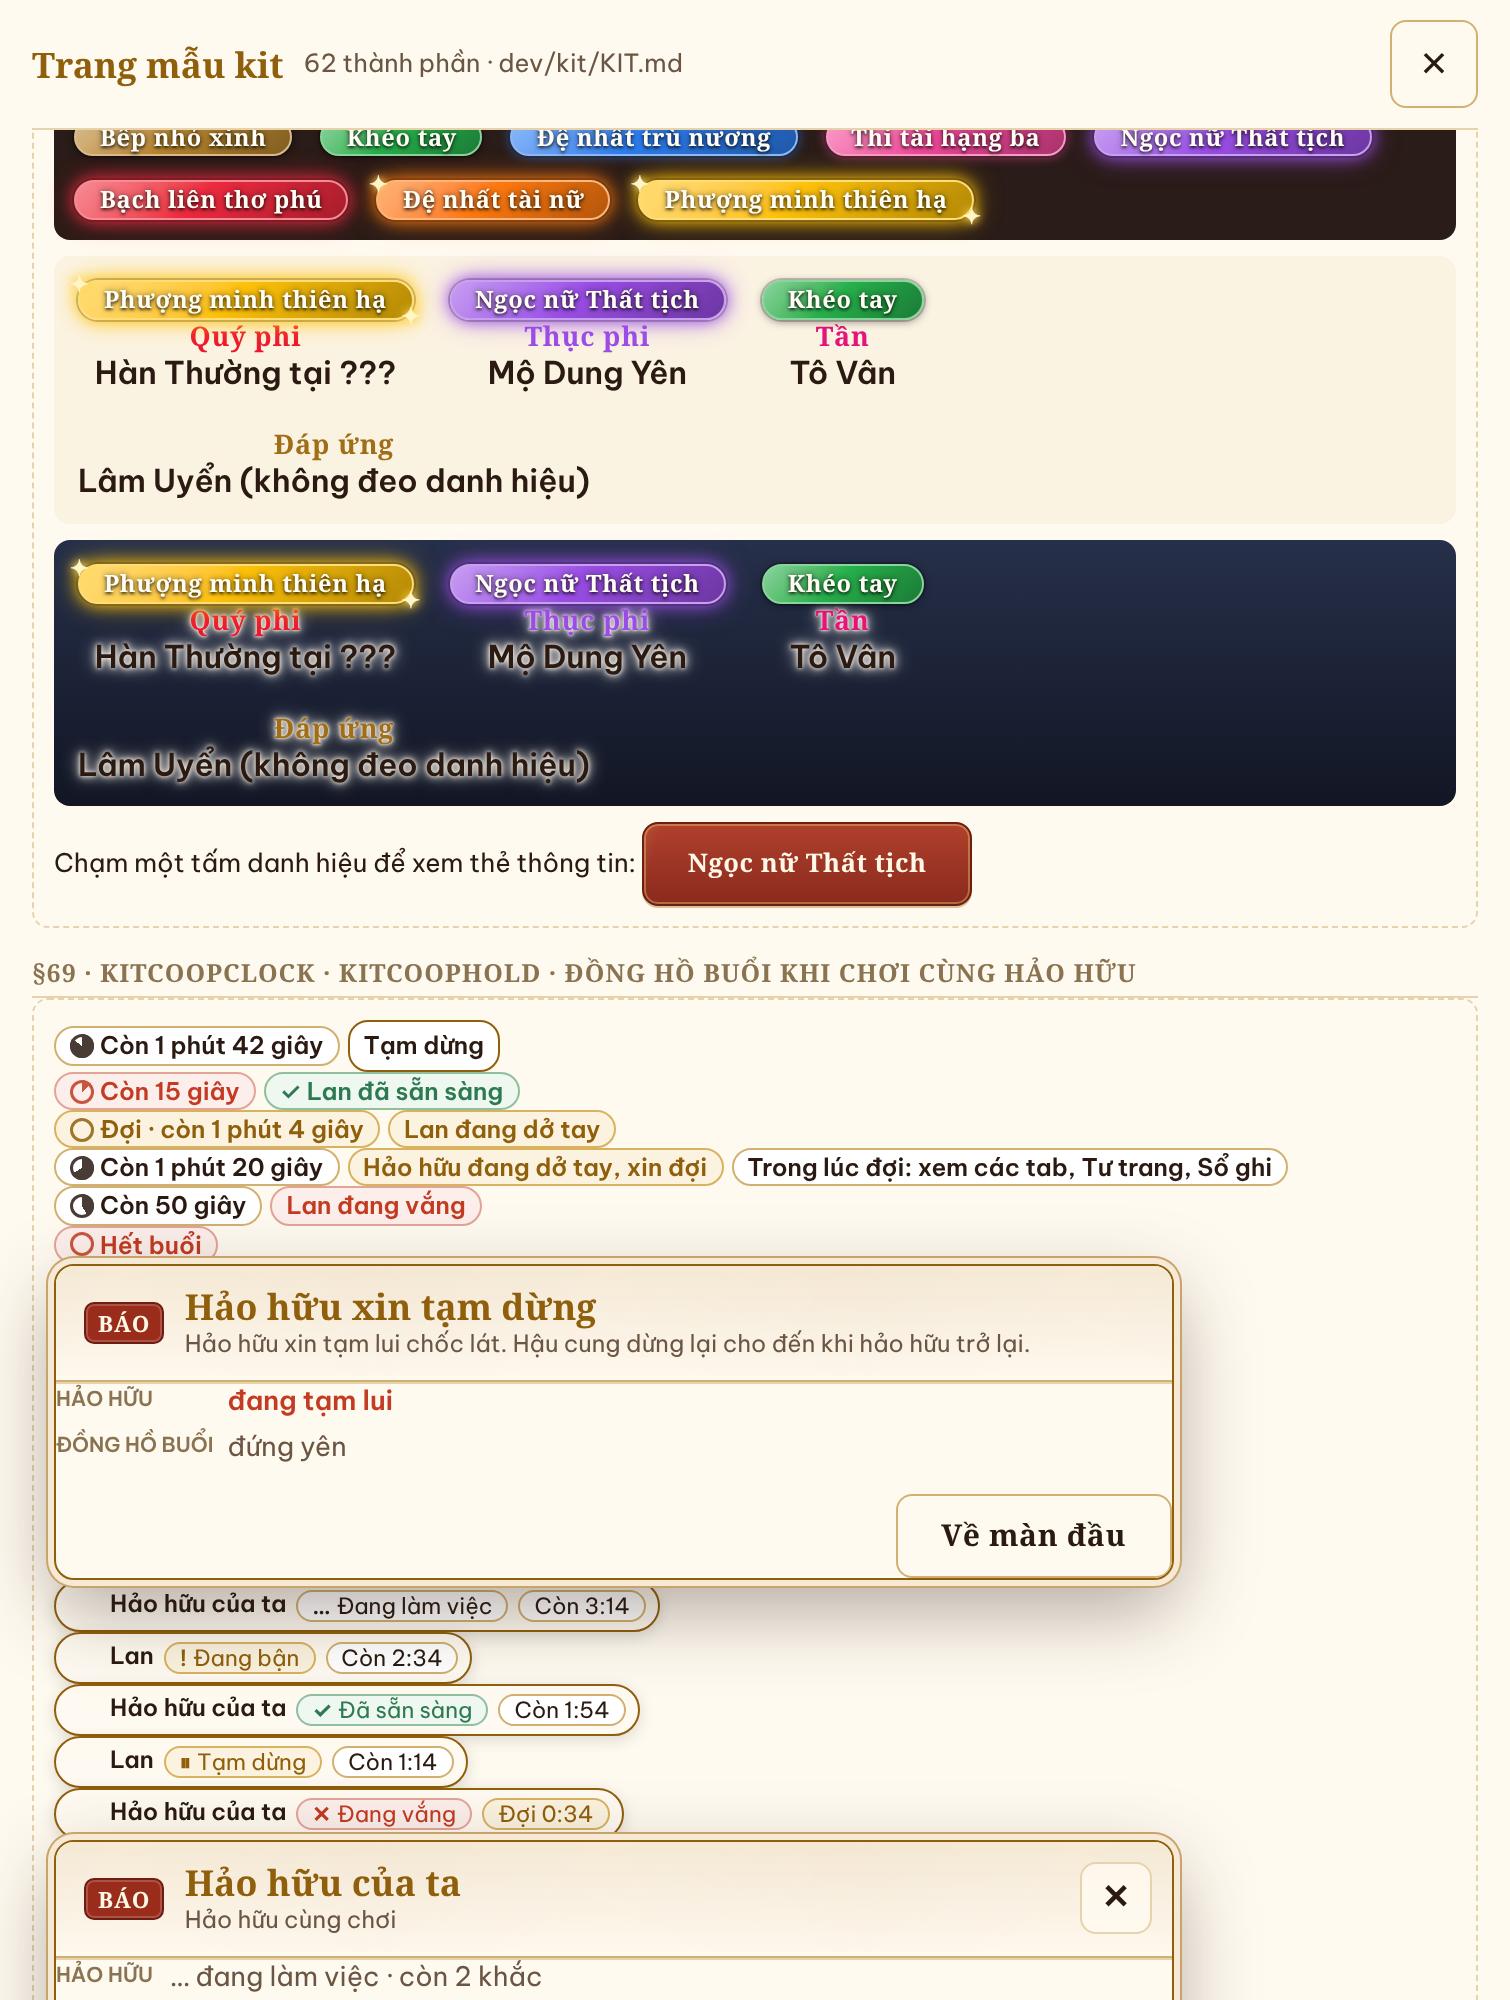 Trang mẫu kit 62 thành phần · dev/kit/KIT.md ✕
Bếp nhỏ xinh Khéo tay Đệ nhất trù nương Thi tài hạng ba Ngọc nữ Thất tịch
Bạch liên thơ phú Đệ nhất tài nữ Phượng minh thiên hạ
Phượng minh thiên hạ Ngọc nữ Thất tịch Khéo tay
Quý phi Thục phi Tần
Hàn Thường tại ??? Mộ Dung Yên Tô Vân
Đáp ứng
Lâm Uyển (không đeo danh hiệu)
Phượng minh thiên hạ Ngọc nữ Thất tịch Khéo tay
Quý phi Thục phi Tần
Hàn Thường tại ??? Mộ Dung Yên Tô Vân
Đáp ứng
Lâm Uyển (không đeo danh hiệu)
Chạm một tấm danh hiệu để xem thẻ thông tin: Ngọc nữ Thất tịch
§69 · KITCOOPCLOCK · KITCOOPHOLD · ĐỒNG HỒ BUỔI KHI CHƠI CÙNG HẢO HỮU
Còn 1 phút 42 giây Tạm dừng
Còn 15 giây ✓ Lan đã sẵn sàng
Đợi · còn 1 phút 4 giây Lan đang dở tay
Còn 1 phút 20 giây Hảo hữu đang dở tay, xin đợi Trong lúc đợi: xem các tab, Tư trang, Sổ ghi
Còn 50 giây Lan đang vắng
Hết buổi
BÁO Hảo hữu xin tạm dừng
Hảo hữu xin tạm lui chốc lát. Hậu cung dừng lại cho đến khi hảo hữu trở lại.
HẢO HỮU đang tạm lui
ĐỒNG HỒ BUỔI đứng yên
Về màn đầu
Hảo hữu của ta … Đang làm việc Còn 3:14
Lan ! Đang bận Còn 2:34
Hảo hữu của ta ✓ Đã sẵn sàng Còn 1:54
Lan Tạm dừng Còn 1:14
Hảo hữu của ta ✕ Đang vắng Đợi 0:34
BÁO Hảo hữu của ta ✕
Hảo hữu cùng chơi
HẢO HỮU … đang làm việc · còn 2 khắc